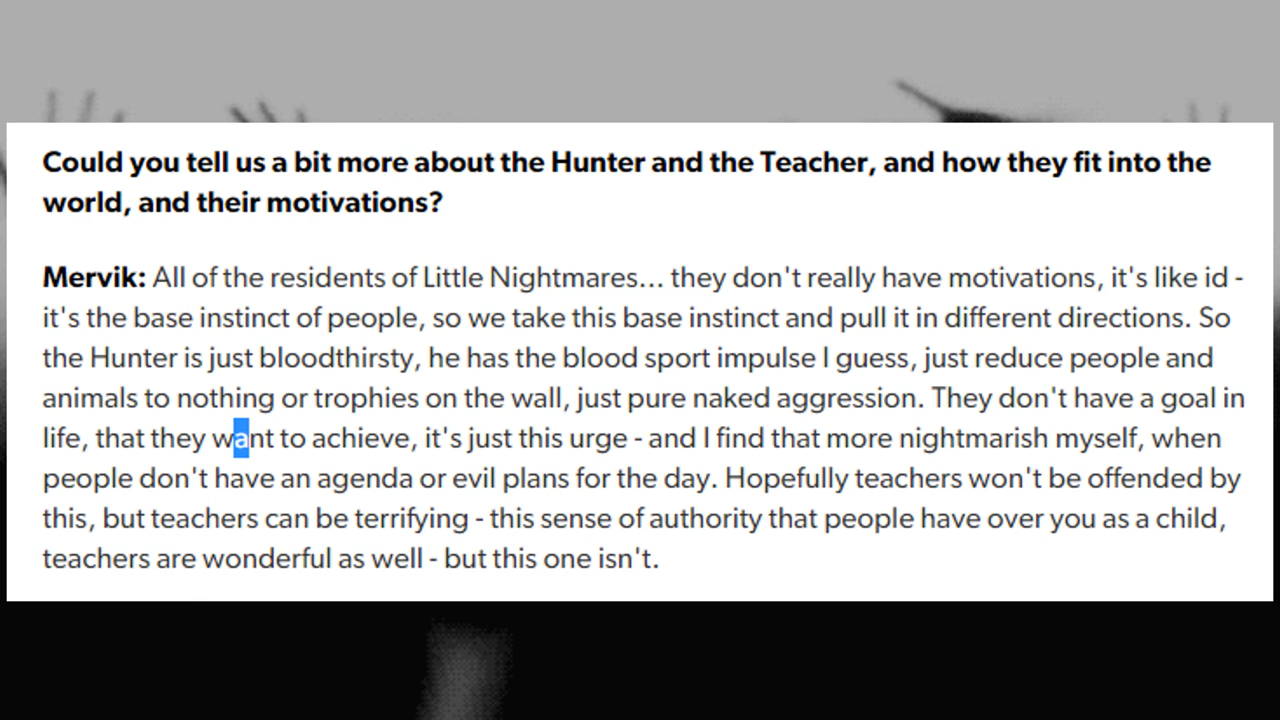 Could you tell us a bit more about the Hunter and the Teacher, and how they fit into the
world, and their motivations?
Mervik: All of the residents of Little Nightmares... they don't really have motivations, it's like id -
it's the base instinct of people, so we take this base instinct and pull it in different directions. So
the Hunter is just bloodthirsty, he has the blood sport impulse I guess, just reduce people and
animals to nothing or trophies on the wall, just pure naked aggression. They don't have a goal in
life, that they want to achieve, it's just this urge - and I find that more nightmarish myself, when
people don't have an agenda or evil plans for the day. Hopefully teachers won't be offended by
this, but teachers can be terrifying - this sense of authority that people have over you as a child,
teachers are wonderful as well - but this one isn't.